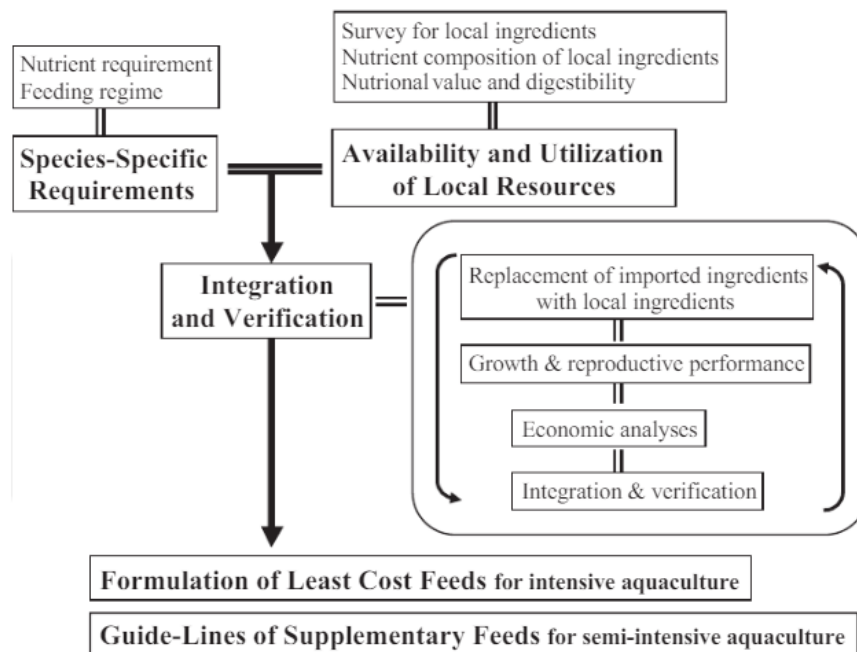 Nutrient requirement
Feeding regime
Survey for local ingredients
Nutrient composition of local ingredients
Nutrional value and digestibility
Species-Specific
Requirements
Availability and Utilization
of Local Resources
Integration
and Verification
Replacement of imported ingredients
with local ingredients
Growth & reproductive performance
Economic analyses
Integration & verification
Formulation of Least Cost Feeds for intensive aquaculture
Guide-Lines of Supplementary Feeds for semi-intensive aquaculture